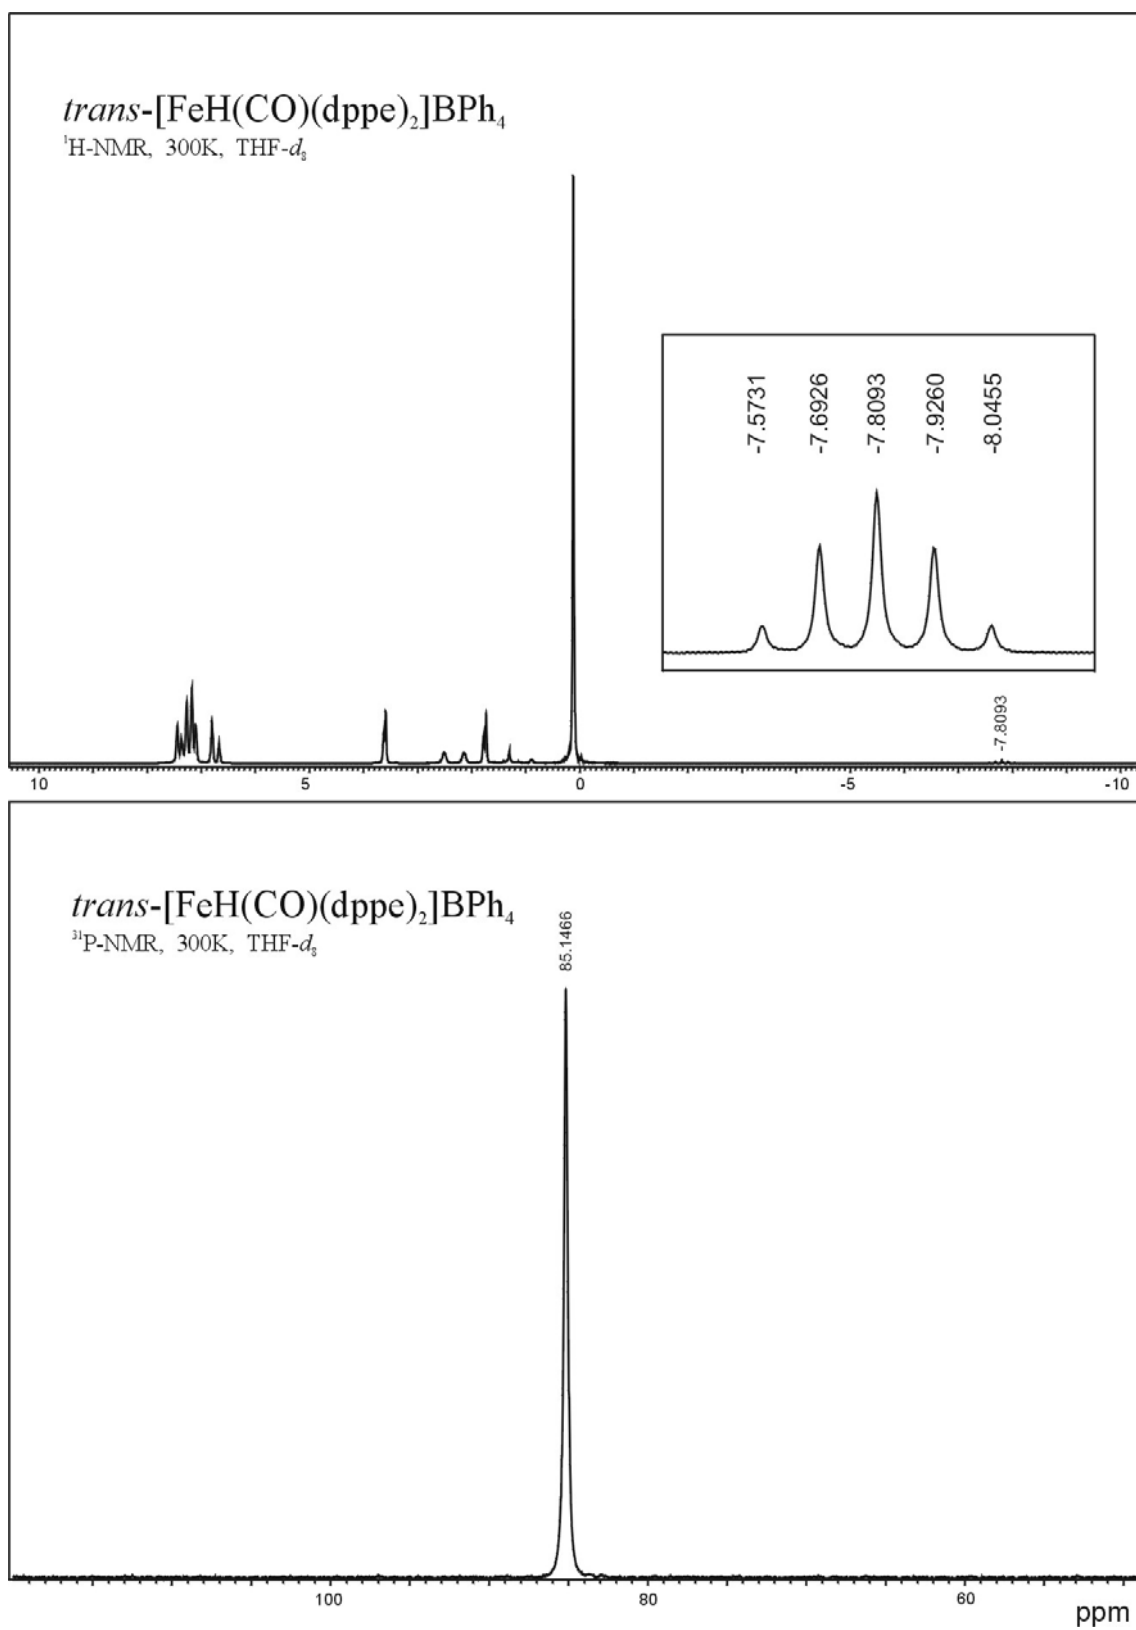 trans-[FeH(CO)(dppe)₂]BPh₄
¹H-NMR, 300K, THF-d₈
-7.5731
-7.6926
-7.8093
-7.9260
-8.0455
-7.8093
10 5 0 -5 -10
trans-[FeH(CO)(dppe)₂]BPh₄
³¹P-NMR, 300K, THF-d₈
85.1466
100 80 60
ppm